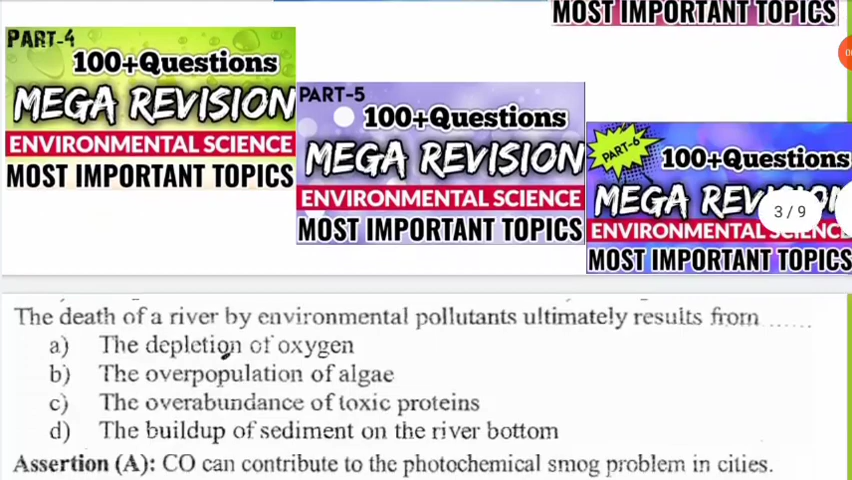 MOST IMPORTANT TOPICS
PART-4
100+Questions
MEGA REVISION
ENVIRONMENTAL SCIENCE
MOST IMPORTANT TOPICS
PART-5
100+Questions
MEGA REVISION
ENVIRONMENTAL SCIENCE
MOST IMPORTANT TOPICS
PART-6
100+Questions
MEGA
3 / 9
ENVIRONMENTAL SCIENCE
MOST IMPORTANT TOPICS
The death of a river by environmental pollutants ultimately results from ......
a) The depletion of oxygen
b) The overpopulation of algae
c) The overabundance of toxic proteins
d) The buildup of sediment on the river bottom
Assertion (A): CO can contribute to the photochemical smog problem in cities.